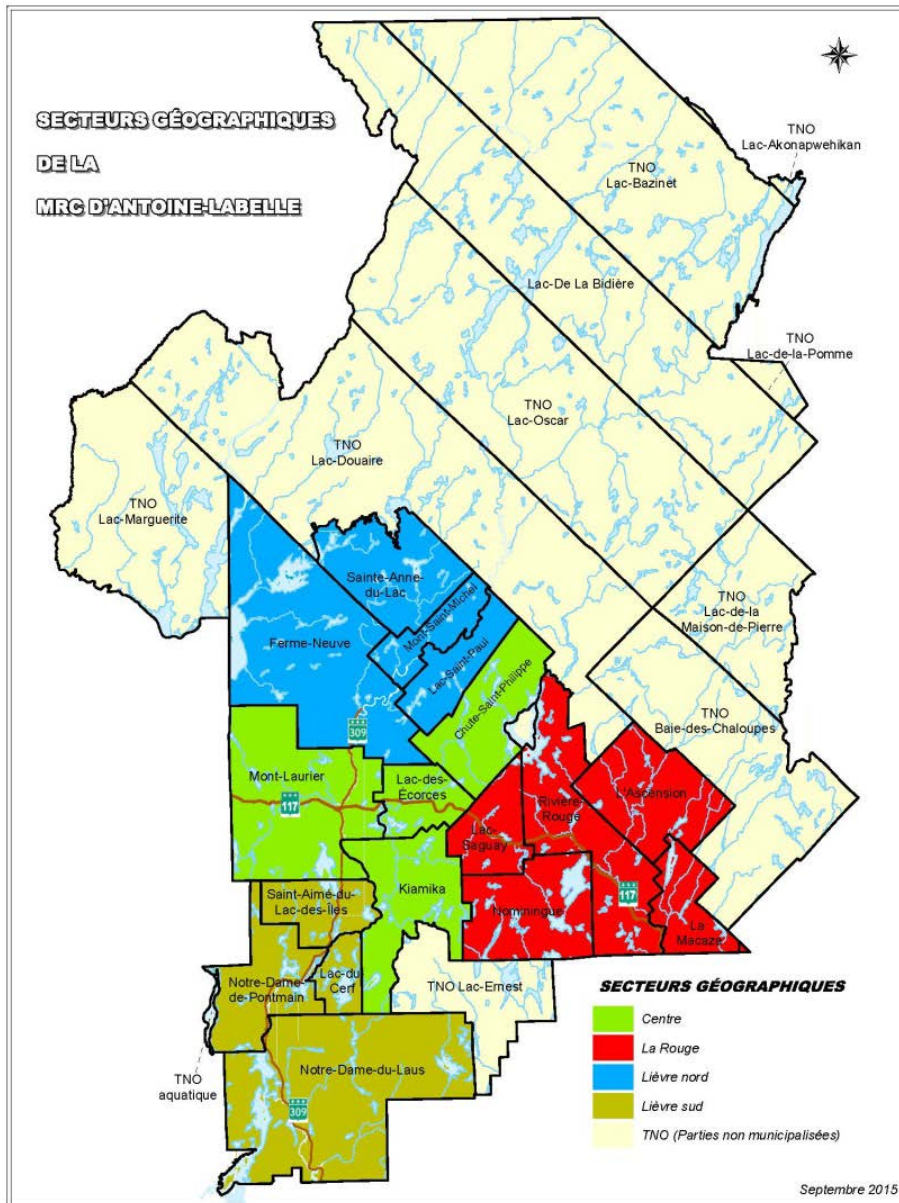 SECTEURS GÉOGRAPHIQUES
DE LA
MRC D'ANTOINE-LABELLE
TNO
Lac-Akonapwehikan
TNO
Lac-Bazinet
Lac-De La Bidière
TNO
Lac-de-la-Pomme
TNO
Lac-Oscar
TNO
Lac-Douaire
TNO
Lac-Marguerite
Sainte-Anne-
du-Lac
TNO
Lac-de-la
Maison-de-Pierre
Mont-Saint-Michel
Ferme-Neuve
Lac-Saint-Paul
Chute-Saint-Philippe
TNO
Baie-des-Chaloupes
309
Mont-Laurier
Lac-des-
Écorces
117
L'Ascension
Rivière-
Rouge
Lac-
Saguay
Saint-Aimé-du-
Lac-des-Îles
Kiamika
Nominingue
117
La
Macaza
Notre-Dame-
de-Pontmain
Lac-du-
Cerf
TNO Lac-Ernest
TNO
aquatique
Notre-Dame-du-Laus
309
SECTEURS GÉOGRAPHIQUES
Centre
La Rouge
Lièvre nord
Lièvre sud
TNO (Parties non municipalisées)
Septembre 2015